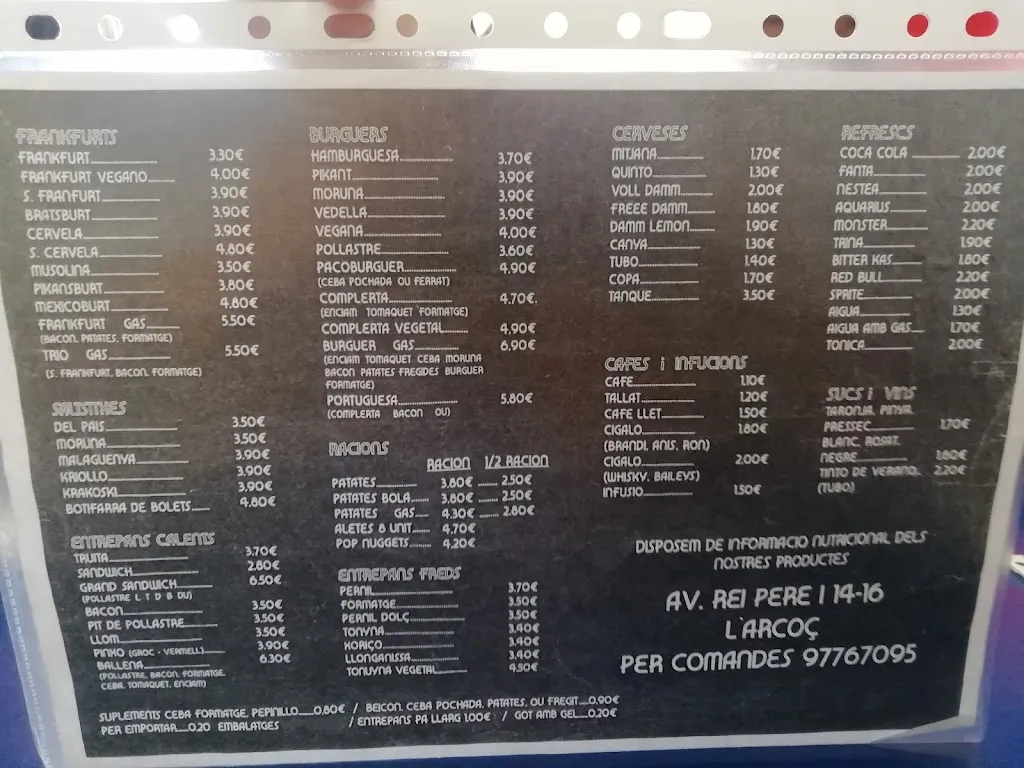 FRANKFURTS
FRANKFURT 3.30€
FRANKFURT VEGANO 4.00€
S. FRANFURT 3.90€
BRATSBURT 3.90€
CERVELA 3.90€
S. CERVELA 4.80€
MUSOLINA 3.50€
PIKANSBURT 3.80€
MEXICOBURT 4.80€
FRANKFURT GAS 5.50€
(BACON, PATATES, FORMATGE)
TRIO GAS 5.50€
(S. FRANKFURT, BACON, FORMATGE)
SALSITXES
DEL PAIS 3.50€
MORUNA 3.50€
MALAGUENYA 3.90€
KRIOLLO 3.90€
KRAKOSKI 3.90€
BOTIFARRA DE BOLETS 4.80€
ENTREPANS CALENTS
TRUITA 3.70€
SANDWICH 2.80€
GRAND SANDWICH 6.50€
(POLLASTRE L T D B OU)
BACON 3.50€
PIT DE POLLASTRE 3.50€
LLOM 3.50€
PINXO (GROC - VERMELL) 3.90€
BALLENA 6.30€
(POLLASTRE, BACON, FORMATGE,
CEBA, TOMAQUET, ENCIAM)
BURGUERS
HAMBURGUESA 3.70€
PIKANT 3.90€
MORUNA 3.90€
VEDELLA 3.90€
VEGANA 4.00€
POLLASTRE 3.60€
PACOBURGUER 4.90€
(CEBA POCHADA OU FERRAT)
COMPLERTA 4.70€.
(ENCIAM TOMAQUET FORMATGE)
COMPLERTA VEGETAL 4.90€
BURGUER GAS 6.90€
(ENCIAM TOMAQUET CEBA MORUNA
BACON PATATES FREGIDES BURGUER
FORMATGE)
PORTUGUESA 5.80€
(COMPLERTA BACON OU)
RACIONS
RACION 1/2 RACION
PATATES 3.80€ 2.50€
PATATES BOLA 3.80€ 2.50€
PATATES GAS 4.30€ 2.80€
ALETES 8 UNIT 4.70€
POP NUGGETS 4.20€
ENTREPANS FREDS
PERNIL 3.70€
FORMATGE 3.50€
PERNIL DOLÇ 3.50€
TONYNA 3.40€
XORIÇO 3.40€
LLONGANISSA 3.40€
TONUYNA VEGETAL 4.50€
CERVESES
MITJANA 1.70€
QUINTO 1.30€
VOLL DAMM 2.00€
FREEE DAMM 1.80€
DAMM LEMON 1.90€
CANYA 1.30€
TUBO 1.40€
COPA 1.70€
TANQUE 3.50€
CAFES I INFUCIONS
CAFE 1.10€
TALLAT 1.20€
CAFE LLET 1.50€
CIGALO 1.80€
(BRANDI, ANIS, RON)
CIGALO 2.00€
(WHISKY, BAILEYS)
INFUSIO 1.50€
REFRESCS
COCA COLA 2.00€
FANTA 2.00€
NESTEA 2.00€
AQUARIUS 2.00€
MONSTER 2.20€
TRINA 1.90€
BITTER KAS 1.80€
RED BULL 2.20€
SPRITE 2.00€
AIGUA 1.30€
AIGUA AMB GAS 1.70€
TONICA 2.00€
SUCS I VINS
TARONJA, PINYA,
PRESSEC 1.70€
BLANC, ROSAT,
NEGRE 1.80€
TINTO DE VERANO 2.20€
(TUBO)
DISPOSEM DE INFORMACIO NUTRICIONAL DELS
NOSTRES PRODUCTES
AV. REI PERE I 14-16
L'ARCOÇ
PER COMANDES 97767095
SUPLEMENTS CEBA FORMATGE, PEPINILLO 0.80€ / BEICON, CEBA POCHADA, PATATES, OU FREGIT 0.90€
PER EMPORTAR 0.20 EMBALATGES / ENTREPANS PA LLARG 1.00€ / GOT AMB GEL 0.20€